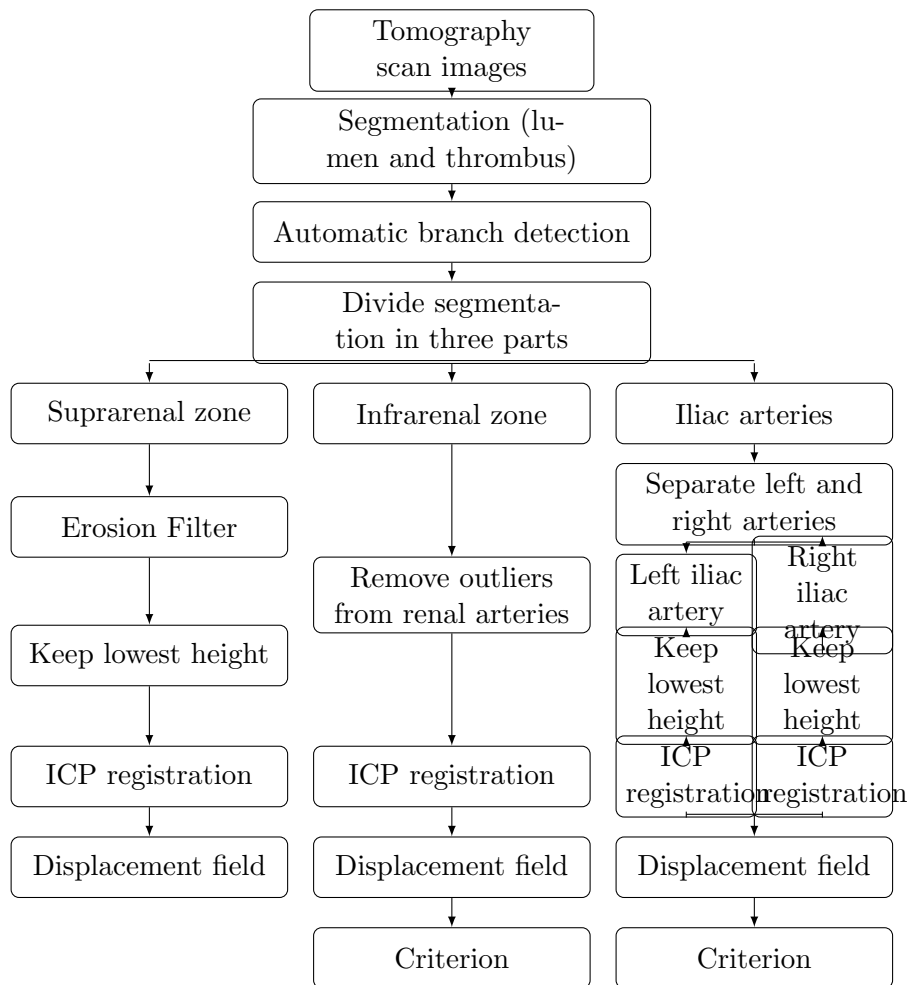 Tomography
scan images
Segmentation (lu-
men and thrombus)
Automatic branch detection
Divide segmenta-
tion in three parts
Suprarenal zone
Infrarenal zone
Iliac arteries
Erosion Filter
Remove outliers
from renal arteries
Separate left and
right arteries
Left iliac
artery
Right
iliac
artery
Keep lowest height
Keep
lowest
height
Keep
lowest
height
ICP registration
ICP registration
ICP
registration
ICP
registration
Displacement field
Displacement field
Displacement field
Criterion
Criterion